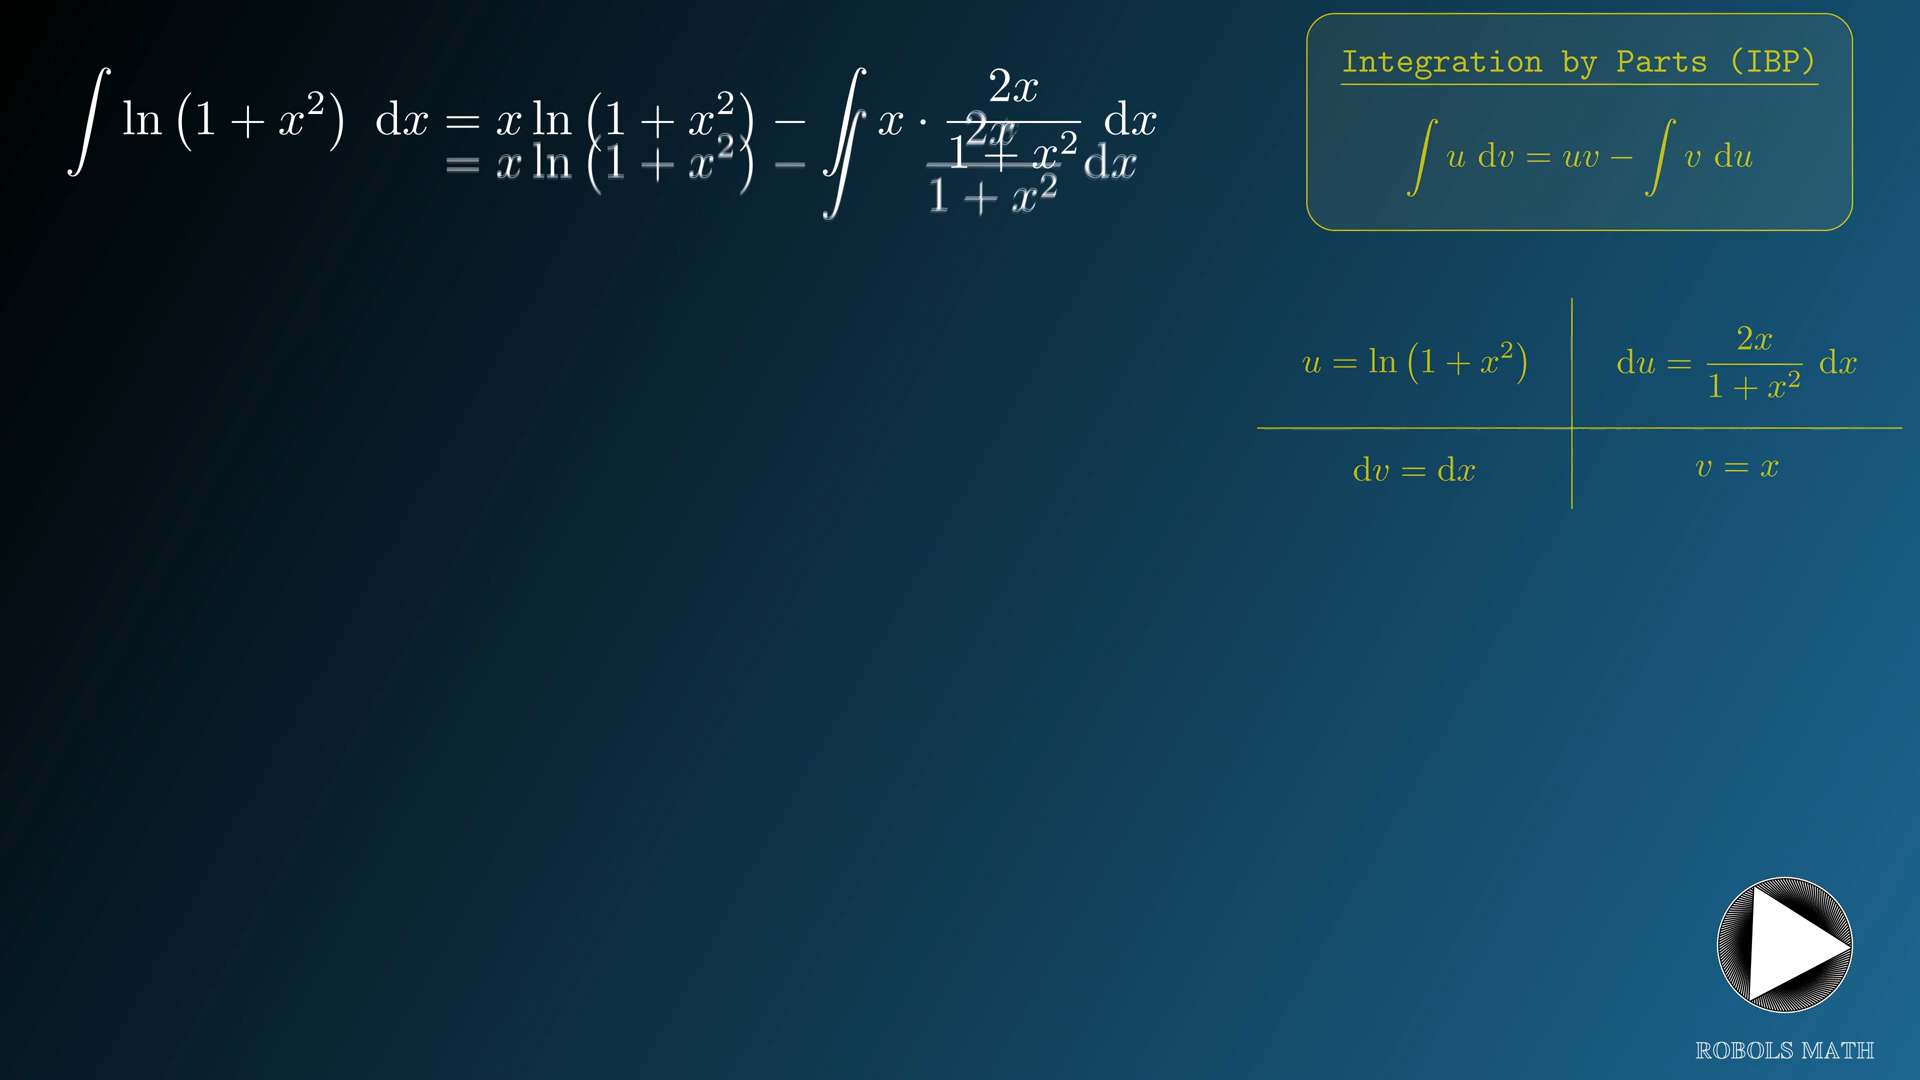 ∫ ln (1 + x²) dx = x ln (1 + x²) − ∫ x · 2x/(1 + x²) dx
= x ln (1 + x²) − ∫ 2x/(1 + x²) dx
Integration by Parts (IBP)
∫ u dv = uv − ∫ v du
u = ln (1 + x²)
du = 2x/(1 + x²) dx
dv = dx
v = x
ROBOLS MATH